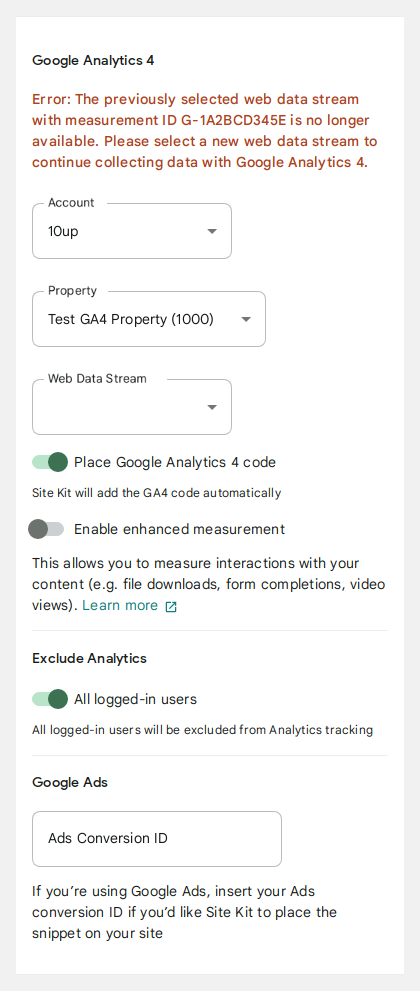 Google Analytics 4
Error: The previously selected web data stream
with measurement ID G-1A2BCD345E is no longer
available. Please select a new web data stream to
continue collecting data with Google Analytics 4.
Account
10up
Property
Test GA4 Property (1000)
Web Data Stream
Place Google Analytics 4 code
Site Kit will add the GA4 code automatically
Enable enhanced measurement
This allows you to measure interactions with your
content (e.g. file downloads, form completions, video
views). Learn more
Exclude Analytics
All logged-in users
All logged-in users will be excluded from Analytics tracking
Google Ads
Ads Conversion ID
If you’re using Google Ads, insert your Ads
conversion ID if you’d like Site Kit to place the
snippet on your site